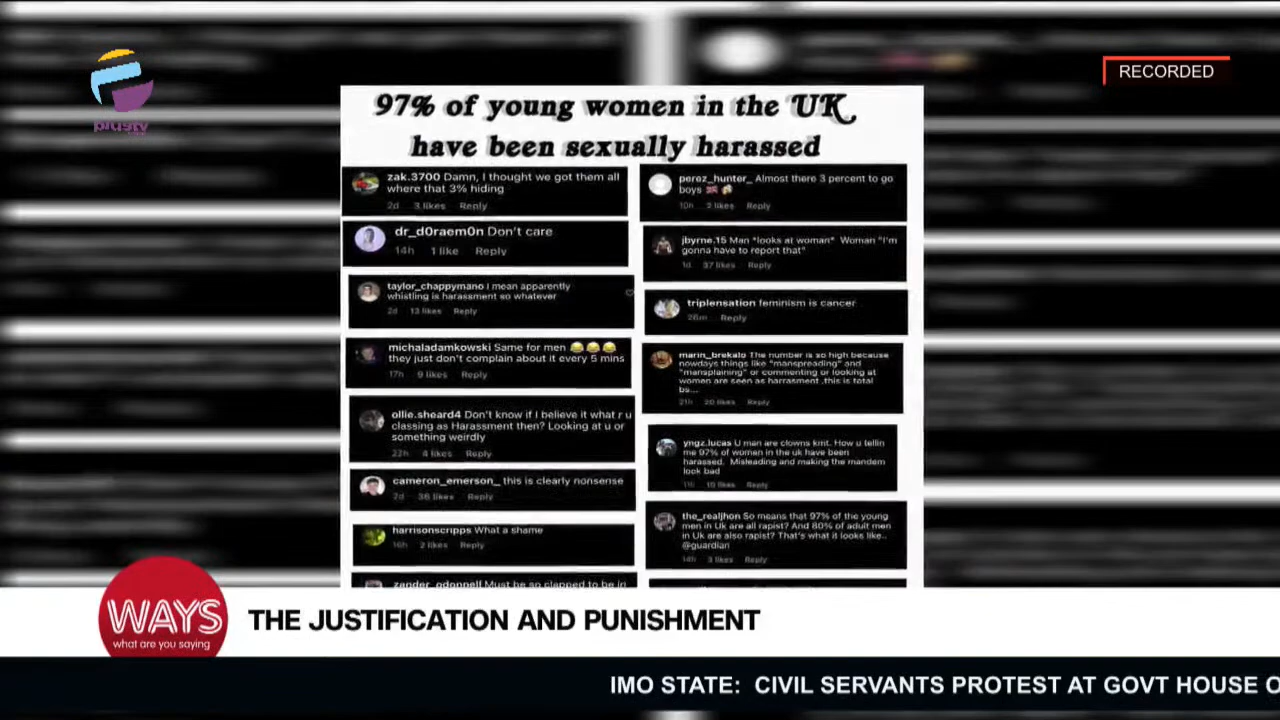 plustv
RECORDED
97% of young women in the UK
have been sexually harassed
zak.3700 Damn, I thought we got them all
where that 3% hiding
2d 3 likes Reply
dr_d0raem0n Don't care
14h 1 like Reply
taylor_chappymano I mean apparently
whistling is harassment so whatever
2d 13 likes Reply
michaladamkowski Same for men 😂😂😂
they just don't complain about it every 5 mins
17h 9 likes Reply
ollie.sheard4 Don't know if I believe it what r u
classing as Harassment then? Looking at u or
something weirdly
22h 4 likes Reply
cameron_emerson_ this is clearly nonsense
2d 36 likes Reply
harrisonscripps What a shame
16h 2 likes Reply
zander_odonnell Must be so clapped to be in
perez_hunter_ Almost there 3 percent to go
boys
10h 2 likes Reply
jbyrne.15 Man *looks at woman* Woman "I'm
gonna have to report that"
1d 37 likes Reply
triplensation feminism is cancer
26m Reply
marin_brekalo The number is so high because
nowdays things like "manspreading" and
"mansplaining" or commenting or looking at
women are seen as harrasment ,this is total
bs...
21h 20 likes Reply
yngz.lucas U man are clowns kmt. How u tellin
me 97% of woman in the uk have been
harassed. Misleading and making the mandem
look bad
11h 10 likes Reply
the_realjhon So means that 97% of the young
men in Uk are all rapist? And 80% of adult men
in Uk are also rapist? That's what it looks like..
@guardian
14h 3 likes Reply
WAYS
what are you saying
THE JUSTIFICATION AND PUNISHMENT
IMO STATE: CIVIL SERVANTS PROTEST AT GOVT HOUSE O